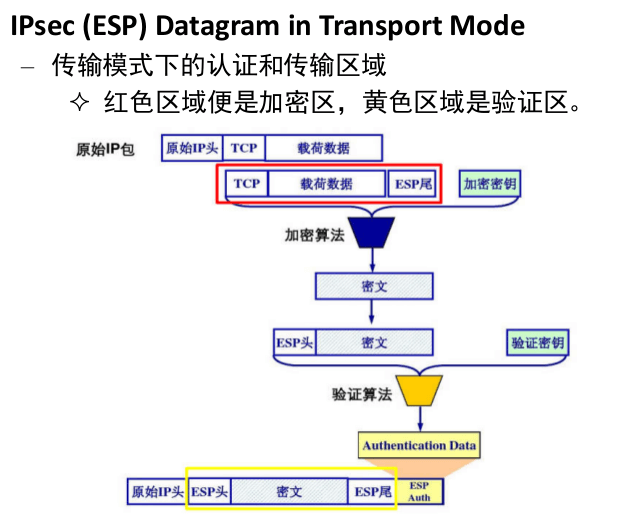 IPsec (ESP) Datagram in Transport Mode
– 传输模式下的认证和传输区域
✧ 红色区域便是加密区，黄色区域是验证区。
原始IP包 原始IP头 TCP 载荷数据
TCP 载荷数据 ESP尾 加密密钥
加密算法
密文
ESP头 密文 验证密钥
验证算法
Authentication Data
原始IP头 ESP头 密文 ESP尾 ESP
Auth